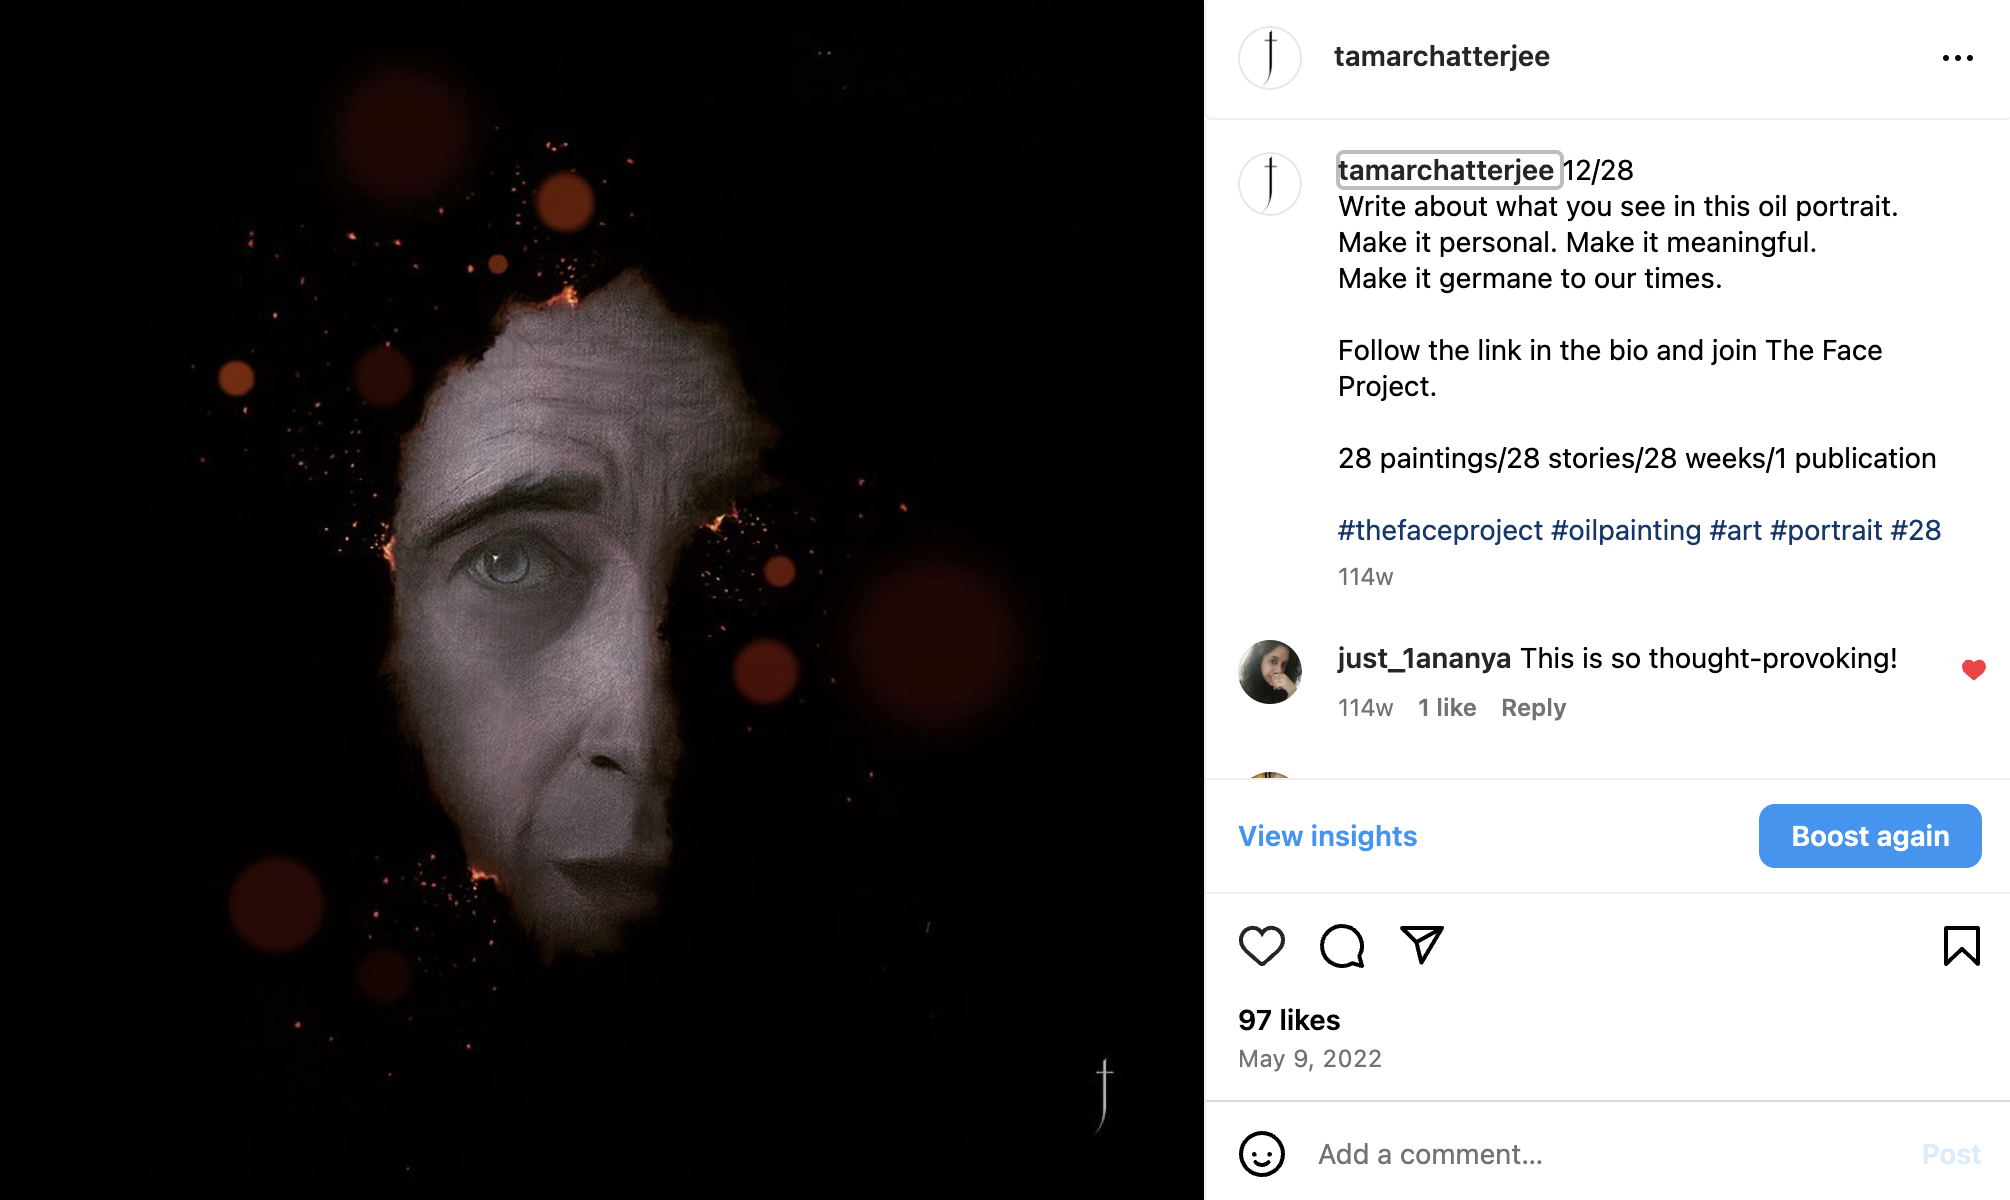 tamarchatterjee
tamarchatterjee 12/28
Write about what you see in this oil portrait.
Make it personal. Make it meaningful.
Make it germane to our times.
Follow the link in the bio and join The Face
Project.
28 paintings/28 stories/28 weeks/1 publication
#thefaceproject #oilpainting #art #portrait #28
114w
just_1ananya This is so thought-provoking!
114w 1 like Reply
View insights
Boost again
97 likes
May 9, 2022
Add a comment...
Post